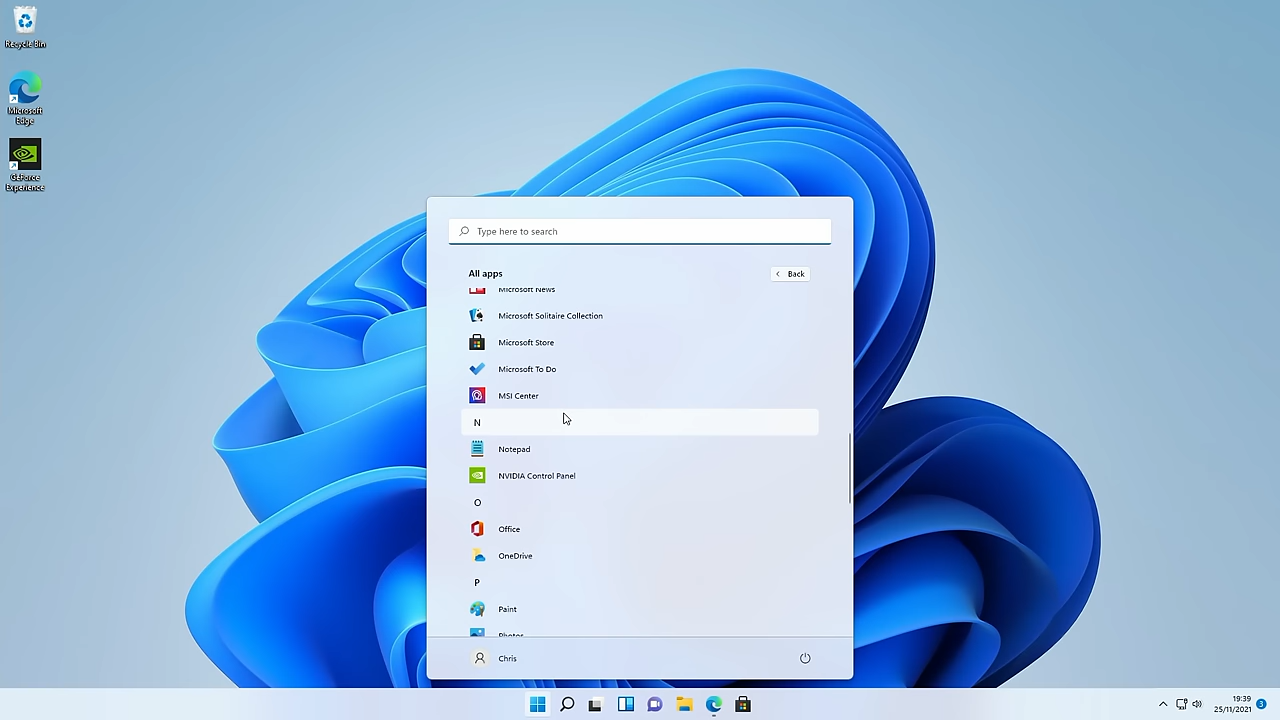 Recycle Bin
Microsoft
Edge
GeForce
Experience
Type here to search
All apps
Back
Microsoft News
Microsoft Solitaire Collection
Microsoft Store
Microsoft To Do
MSI Center
N
Notepad
NVIDIA Control Panel
O
Office
OneDrive
P
Paint
Photos
Chris
19:39
25/11/2021
3